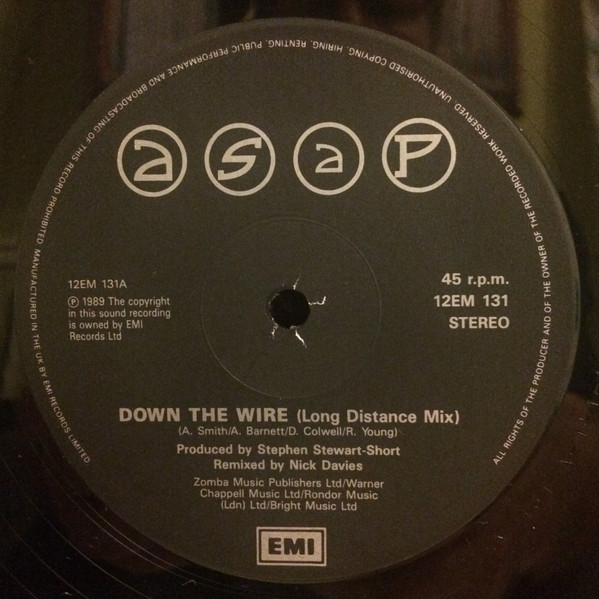 UNAUTHORISED COPYING, HIRING, RENTING, PUBLIC PERFORMANCE AND BROADCASTING OF THIS RECORD PROHIBITED. MANUFACTURED IN THE UK BY EMI RECORDS LIMITED
asaP
12EM 131A
Ⓟ 1989 The copyright
in this sound recording
is owned by EMI
Records Ltd
45 r.p.m.
12EM 131
STEREO
DOWN THE WIRE (Long Distance Mix)
(A. Smith/A. Barnett/D. Colwell/R. Young)
Produced by Stephen Stewart-Short
Remixed by Nick Davies
Zomba Music Publishers Ltd/Warner
Chappell Music Ltd/Rondor Music
(Ldn) Ltd/Bright Music Ltd
EMI
ALL RIGHTS OF THE PRODUCER AND OF THE OWNER OF THE RECORDED WORK RESERVED.